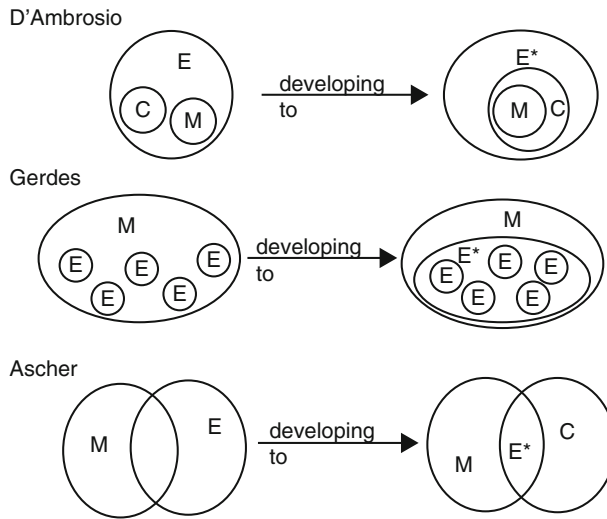 D'Ambrosio
E
C M
developing
to
E*
M C
Gerdes
M
E E E
E E
developing
to
M
E*
E E E
E E
Ascher
M E
developing
to
M E* C